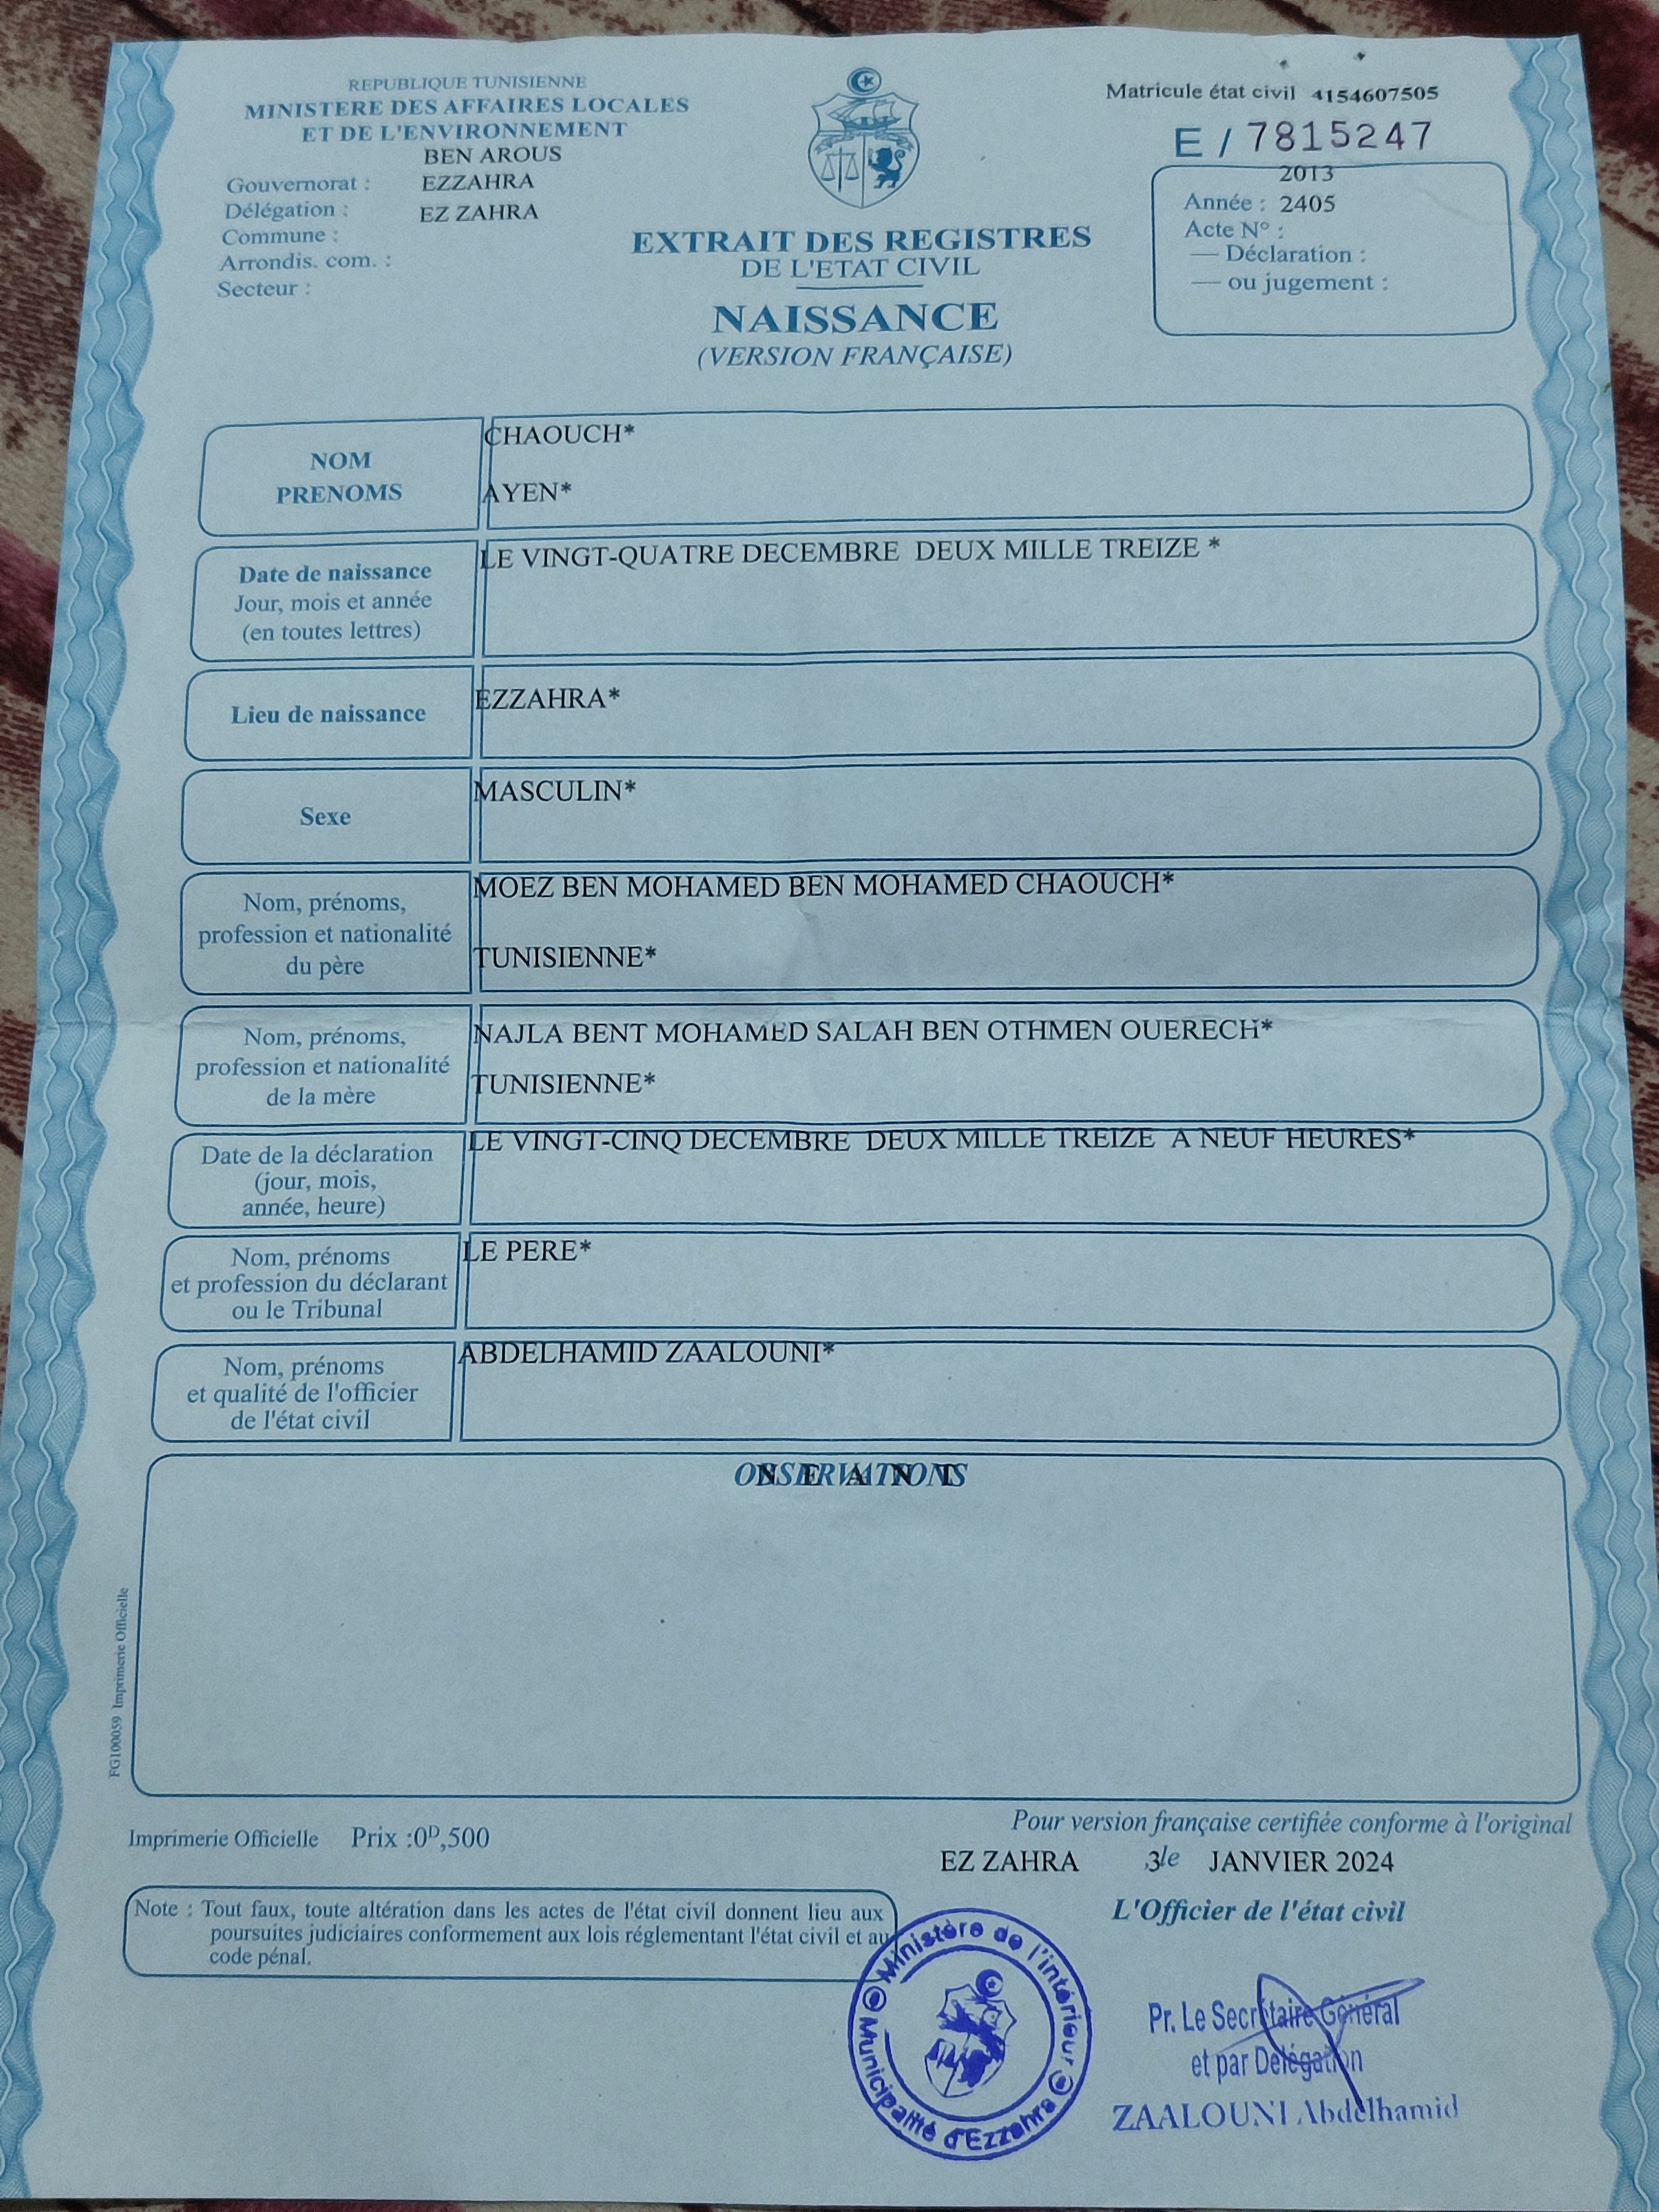 REPUBLIQUE TUNISIENNE
MINISTERE DES AFFAIRES LOCALES
ET DE L'ENVIRONNEMENT
BEN AROUS
Gouvernorat : EZZAHRA
Délégation : EZ ZAHRA
Commune :
Arrondis. com. :
Secteur :
EXTRAIT DES REGISTRES
DE L'ETAT CIVIL
NAISSANCE
(VERSION FRANÇAISE)
Matricule état civil 4154607505
E / 7815247
2013
Année : 2405
Acte N° :
— Déclaration :
— ou jugement :
NOM
PRENOMS
CHAOUCH*
AYEN*
Date de naissance
Jour, mois et année
(en toutes lettres)
LE VINGT-QUATRE DECEMBRE DEUX MILLE TREIZE *
Lieu de naissance
EZZAHRA*
Sexe
MASCULIN*
Nom, prénoms,
profession et nationalité
du père
MOEZ BEN MOHAMED BEN MOHAMED CHAOUCH*
TUNISIENNE*
Nom, prénoms,
profession et nationalité
de la mère
NAJLA BENT MOHAMED SALAH BEN OTHMEN OUERECH*
TUNISIENNE*
Date de la déclaration
(jour, mois,
année, heure)
LE VINGT-CINQ DECEMBRE DEUX MILLE TREIZE A NEUF HEURES*
Nom, prénoms
et profession du déclarant
ou le Tribunal
LE PERE*
Nom, prénoms
et qualité de l'officier
de l'état civil
ABDELHAMID ZAALOUNI*
OBSERVATIONS
N E A N T
FG100059 Imprimerie Officielle
Imprimerie Officielle Prix :0D,500
Pour version française certifiée conforme à l'original
EZ ZAHRA 3 le JANVIER 2024
L'Officier de l'état civil
Note : Tout faux, toute altération dans les actes de l'état civil donnent lieu aux
poursuites judiciaires conformement aux lois réglementant l'état civil et au
code pénal.
Ministère de l'intérieur
Municipalité d'Ezzahra
Pr. Le Secrétaire Général
et par Delégation
ZAALOUNI Abdelhamid